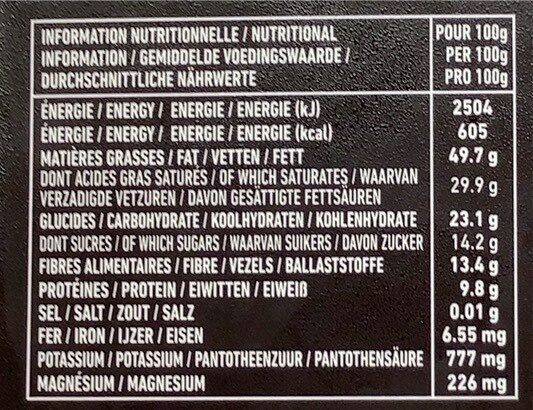 INFORMATION NUTRITIONNELLE / NUTRITIONAL POUR 100g
INFORMATION / GEMIDDELDE VOEDINGSWAARDE / PER 100g
DURCHSCHNITTLICHE NÄHRWERTE PRO 100g
ÉNERGIE / ENERGY / ENERGIE / ENERGIE (kJ) 2504
ÉNERGIE / ENERGY / ENERGIE / ENERGIE (kcal) 605
MATIÈRES GRASSES / FAT / VETTEN / FETT 49.7 g
DONT ACIDES GRAS SATURES / OF WHICH SATURATES / WAARVAN
VERZADIGDE VETZUREN / DAVON GESÄTTIGTE FETTSÄUREN 29.9 g
GLUCIDES / CARBOHYDRATE / KOOLHYDRATEN / KOHLENHYDRATE 23.1 g
DONT SUCRES / OF WHICH SUGARS / WAARVAN SUIKERS / DAVON ZUCKER 14.2 g
FIBRES ALIMENTAIRES / FIBRE / VEZELS / BALLASTSTOFFE 13.4 g
PROTÉINES / PROTEIN / EIWITTEN / EIWEIß 9.8 g
SEL / SALT / ZOUT / SALZ 0.01 g
FER / IRON / IJZER / EISEN 6.55 mg
POTASSIUM / POTASSIUM / PANTOTHEENZUUR / PANTOTHENSÄURE 777 mg
MAGNÉSIUM / MAGNESIUM 226 mg